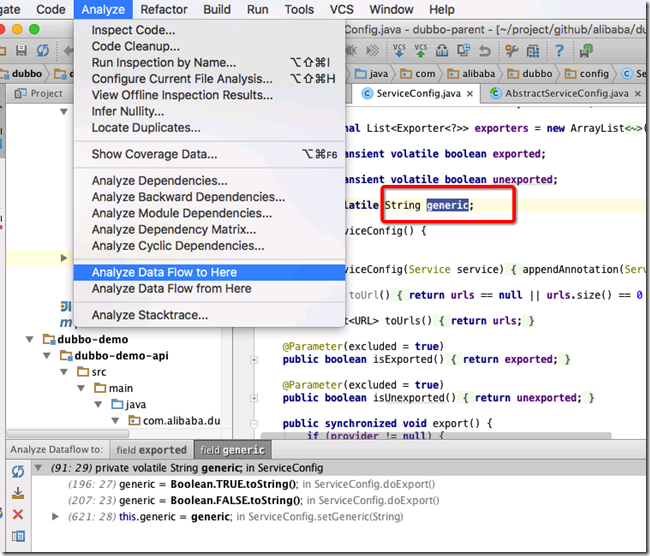 gate Code Analyze Refactor Build Run Tools VCS Window Help
Config.java - dubbo-parent - [~/project/github/alibaba/du
Inspect Code...
Code Cleanup...
Run Inspection by Name... ⌥⇧⌘I
Configure Current File Analysis... ⌥⇧⌘H
View Offline Inspection Results...
Infer Nullity...
Locate Duplicates...
Show Coverage Data... ⌥⌘F6
Analyze Dependencies...
Analyze Backward Dependencies...
Analyze Module Dependencies...
Analyze Dependency Matrix...
Analyze Cyclic Dependencies...
Analyze Data Flow to Here
Analyze Data Flow from Here
Analyze Stacktrace...
VCS VCS
dubbo
java com alibaba dubbo config Se
Project
ServiceConfig.java × AbstractServiceConfig.java ×
nal List<Exporter<?>> exporters = new ArrayList<~>(
ansient volatile boolean exported;
ansient volatile boolean unexported;
latile String generic;
viceConfig() {
viceConfig(Service service) { appendAnnotation(Serv
toUrl() { return urls == null || urls.size() == 0
t<URL> toUrls() { return urls; }
@Parameter(excluded = true)
public boolean isExported() { return exported; }
@Parameter(excluded = true)
public boolean isUnexported() { return unexported; }
public synchronized void export() {
if (provider != null) {
dubbo-demo
dubbo-demo-api
src
main
java
com.alibaba.du
Analyze Dataflow to: field exported field generic
(91: 29) private volatile String generic; in ServiceConfig
(196: 27) generic = Boolean.TRUE.toString(); in ServiceConfig.doExport()
(207: 23) generic = Boolean.FALSE.toString(); in ServiceConfig.doExport()
(621: 28) this.generic = generic; in ServiceConfig.setGeneric(String)